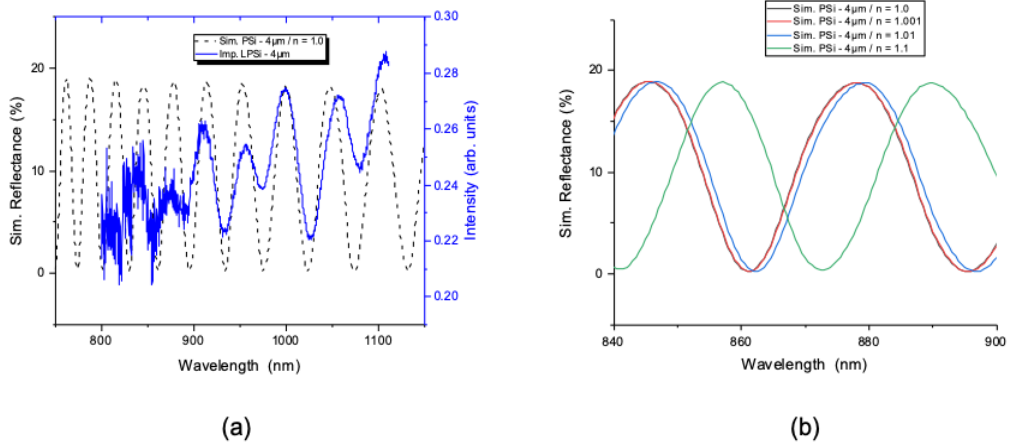 Sim. PSi - 4µm / n = 1.0
Imp. LPSi - 4µm
Sim. Reflectance (%)
20
10
0
0.30
0.28
0.26
0.24
0.22
0.20
Intensity (arb. units)
800 900 1000 1100
Wavelength (nm)
(a)
Sim. PSi - 4µm / n = 1.0
Sim. PSi - 4µm / n = 1.001
Sim. PSi - 4µm / n = 1.01
Sim. PSi - 4µm / n = 1.1
Sim. Reflectance (%)
20
10
0
840 860 880 900
Wavelength (nm)
(b)